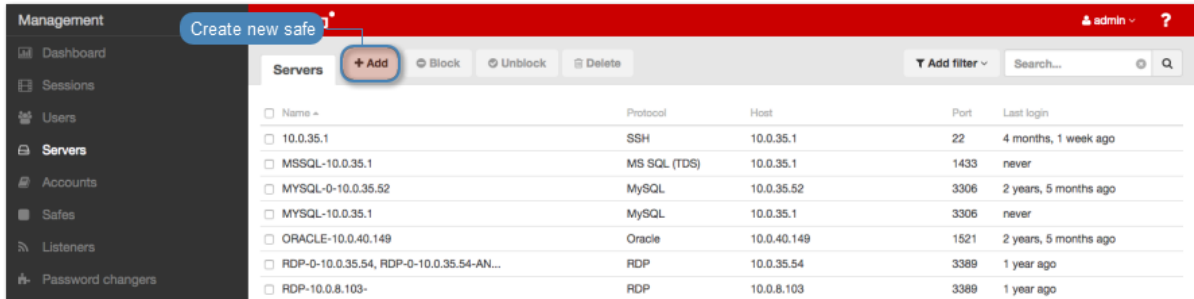 Management
Create new safe
admin ?
Dashboard
Servers + Add Block Unblock Delete Add filter Search...
Sessions
Users
Name Protocol Host Port Last login
10.0.35.1 SSH 10.0.35.1 22 4 months, 1 week ago
Servers
MSSQL-10.0.35.1 MS SQL (TDS) 10.0.35.1 1433 never
Accounts
MYSQL-0-10.0.35.52 MySQL 10.0.35.52 3306 2 years, 5 months ago
Safes
MYSQL-10.0.35.1 MySQL 10.0.35.1 3306 never
Listeners
ORACLE-10.0.40.149 Oracle 10.0.40.149 1521 2 years, 5 months ago
RDP-0-10.0.35.54, RDP-0-10.0.35.54-AN... RDP 10.0.35.54 3389 1 year ago
Password changers
RDP-10.0.8.103- RDP 10.0.8.103 3389 1 year ago